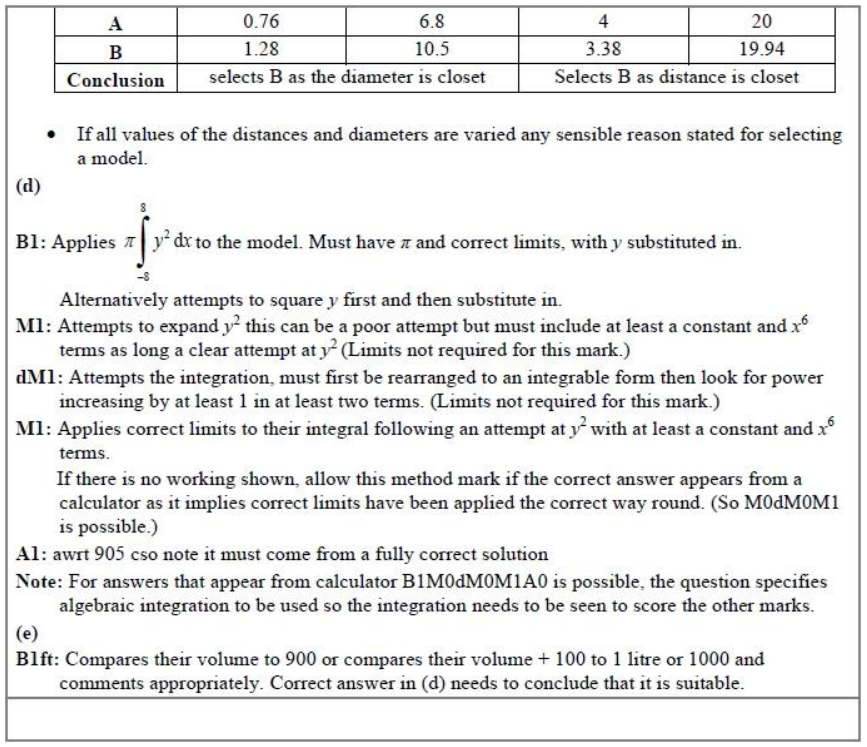 A 0.76 6.8 4 20
B 1.28 10.5 3.38 19.94
Conclusion selects B as the diameter is closet Selects B as distance is closet
• If all values of the distances and diameters are varied any sensible reason stated for selecting
a model.
(d)
B1: Applies π∫₋₈⁸ y² dx to the model. Must have π and correct limits, with y substituted in.
Alternatively attempts to square y first and then substitute in.
M1: Attempts to expand y² this can be a poor attempt but must include at least a constant and x⁶
terms as long a clear attempt at y² (Limits not required for this mark.)
dM1: Attempts the integration, must first be rearranged to an integrable form then look for power
increasing by at least 1 in at least two terms. (Limits not required for this mark.)
M1: Applies correct limits to their integral following an attempt at y² with at least a constant and x⁶
terms.
If there is no working shown, allow this method mark if the correct answer appears from a
calculator as it implies correct limits have been applied the correct way round. (So M0dM0M1
is possible.)
A1: awrt 905 cso note it must come from a fully correct solution
Note: For answers that appear from calculator B1M0dM0M1A0 is possible, the question specifies
algebraic integration to be used so the integration needs to be seen to score the other marks.
(e)
B1ft: Compares their volume to 900 or compares their volume + 100 to 1 litre or 1000 and
comments appropriately. Correct answer in (d) needs to conclude that it is suitable.